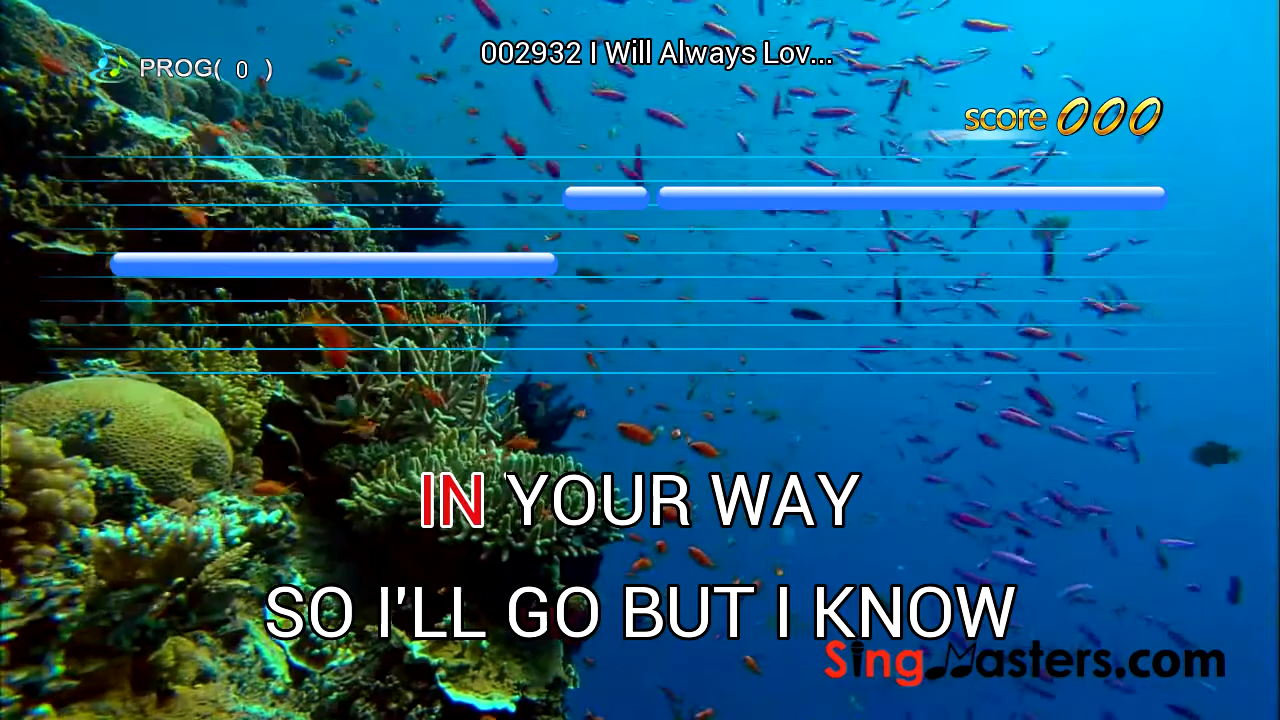 002932 I Will Always Lov...
PROG( 0 )
score 000
IN YOUR WAY
SO I'LL GO BUT I KNOW
SingMasters.com